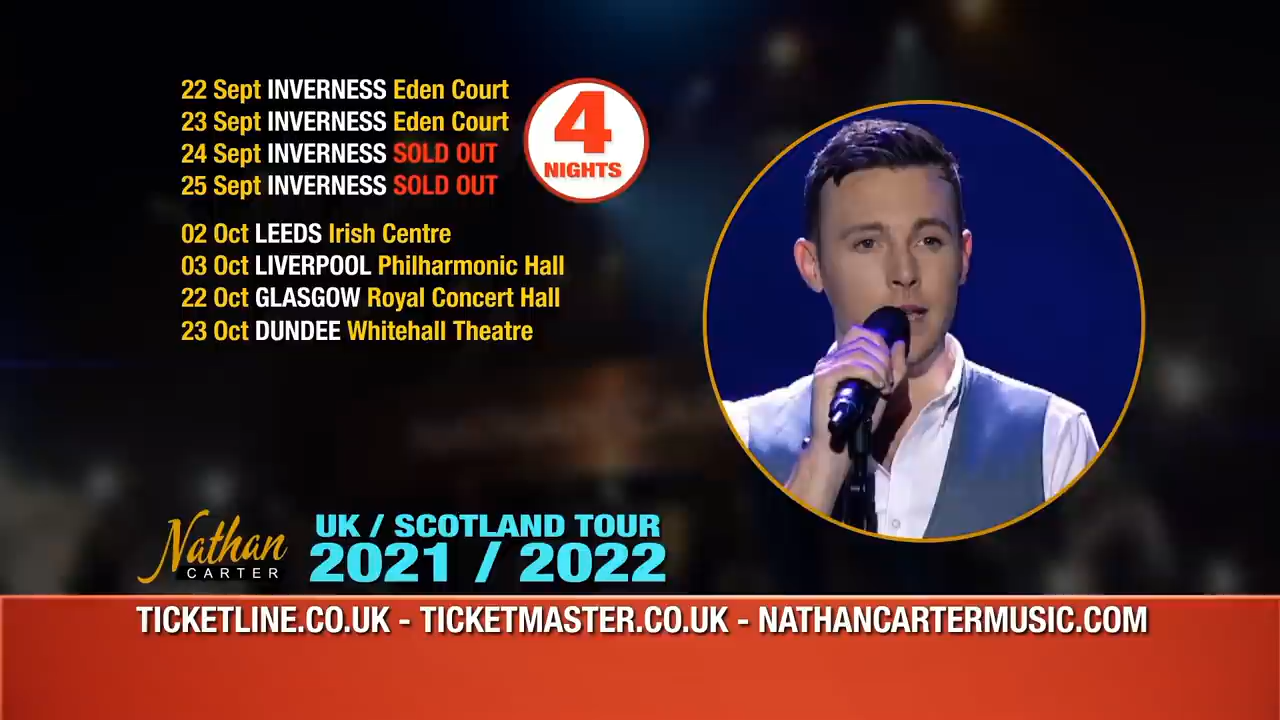 22 Sept INVERNESS Eden Court
23 Sept INVERNESS Eden Court
24 Sept INVERNESS SOLD OUT
25 Sept INVERNESS SOLD OUT
4
NIGHTS
02 Oct LEEDS Irish Centre
03 Oct LIVERPOOL Philharmonic Hall
22 Oct GLASGOW Royal Concert Hall
23 Oct DUNDEE Whitehall Theatre
Nathan
CARTER
UK / SCOTLAND TOUR
2021 / 2022
TICKETLINE.CO.UK - TICKETMASTER.CO.UK - NATHANCARTERMUSIC.COM